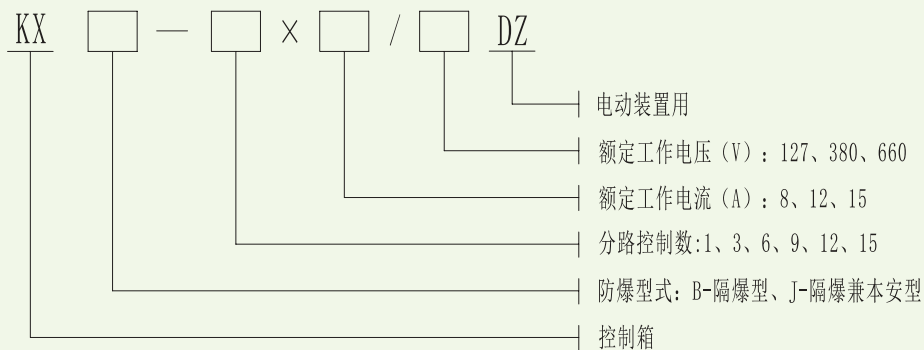 KX □ — □ × □ / □ DZ
电动装置用
额定工作电压（V）：127、380、660
额定工作电流（A）：8、12、15
分路控制数:1、3、6、9、12、15
防爆型式：B-隔爆型、J-隔爆兼本安型
控制箱